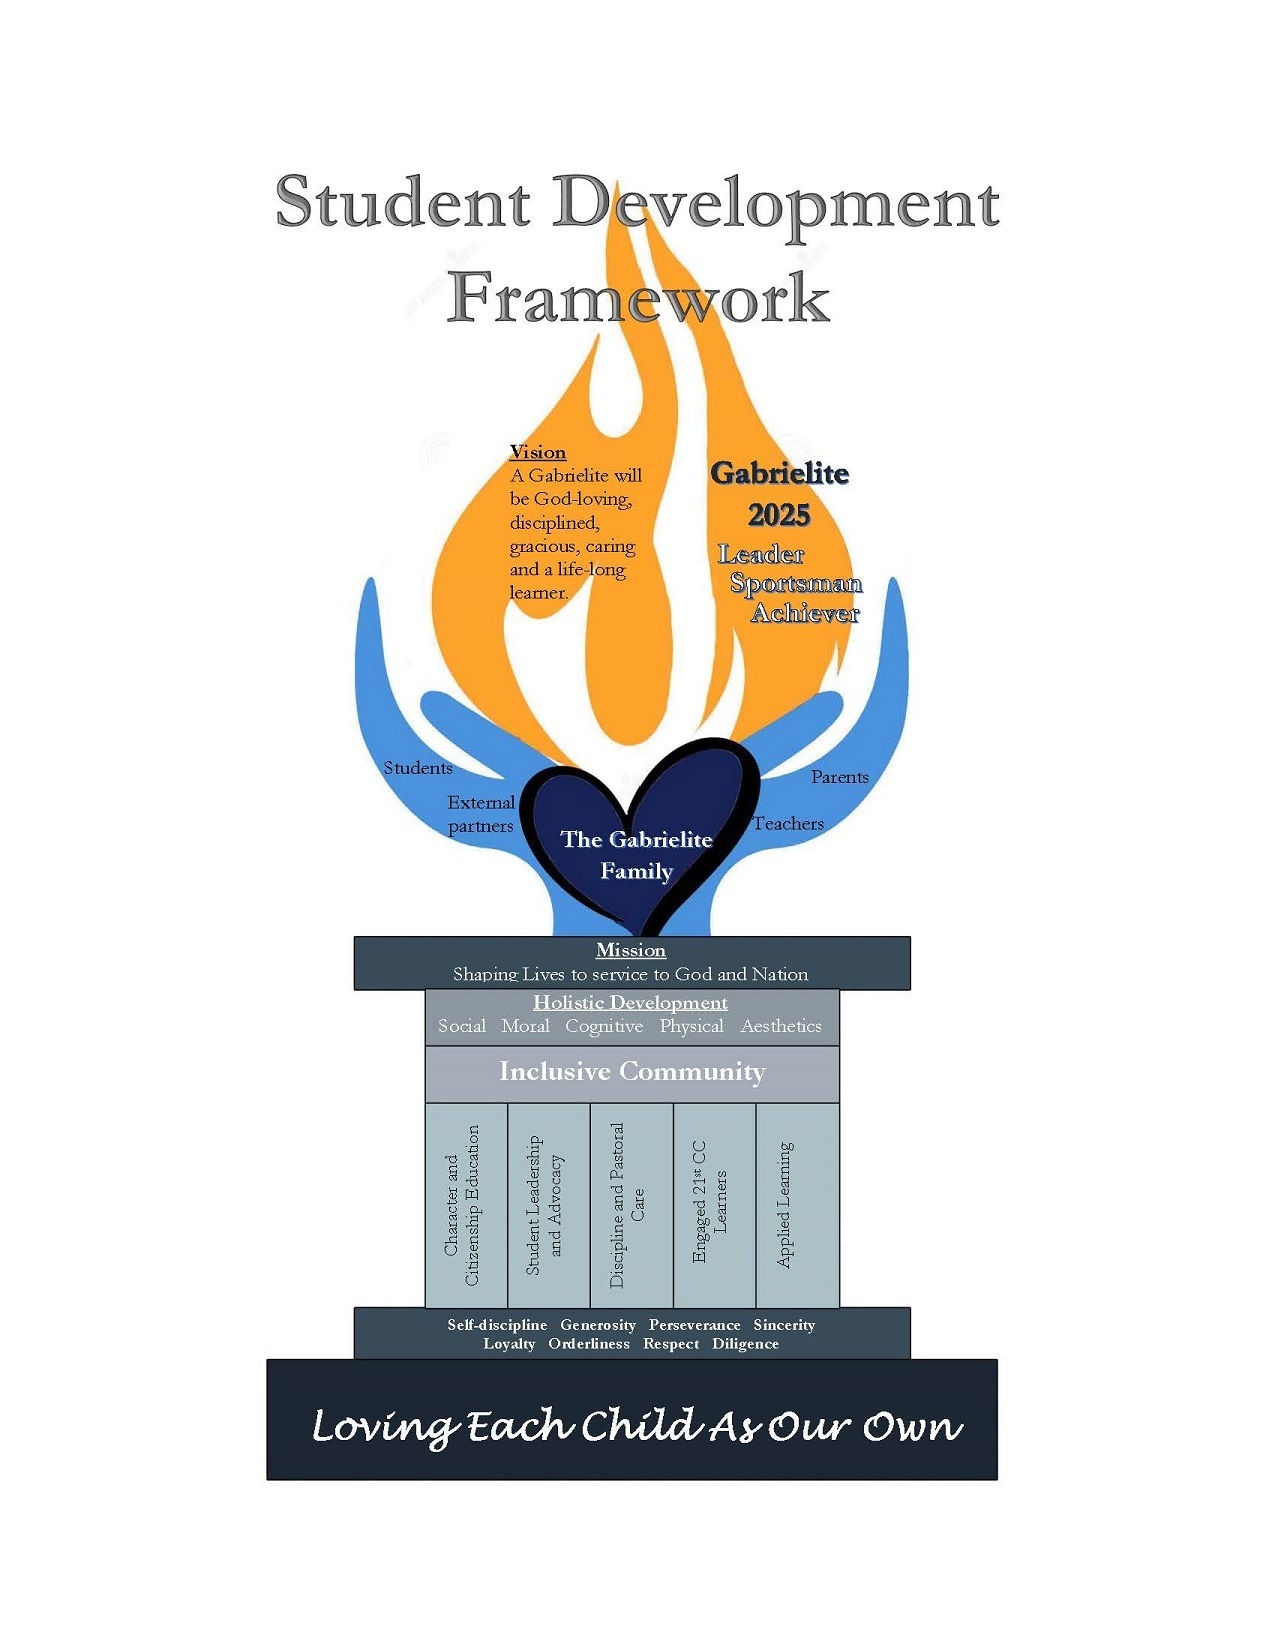 Student Development
Framework
Vision
A Gabrielite will
be God-loving,
disciplined,
gracious, caring
and a life-long
learner.
Gabrielite
2025
Leader
Sportsman
Achiever
Students
External
partners
Parents
Teachers
The Gabrielite
Family
Mission
Shaping Lives to service to God and Nation
Holistic Development
Social Moral Cognitive Physical Aesthetics
Inclusive Community
Character and
Citizenship Education
Student Leadership
and Advocacy
Discipline and Pastoral
Care
Engaged 21st CC
Learners
Applied Learning
Self-discipline Generosity Perseverance Sincerity
Loyalty Orderliness Respect Diligence
Loving Each Child As Our Own